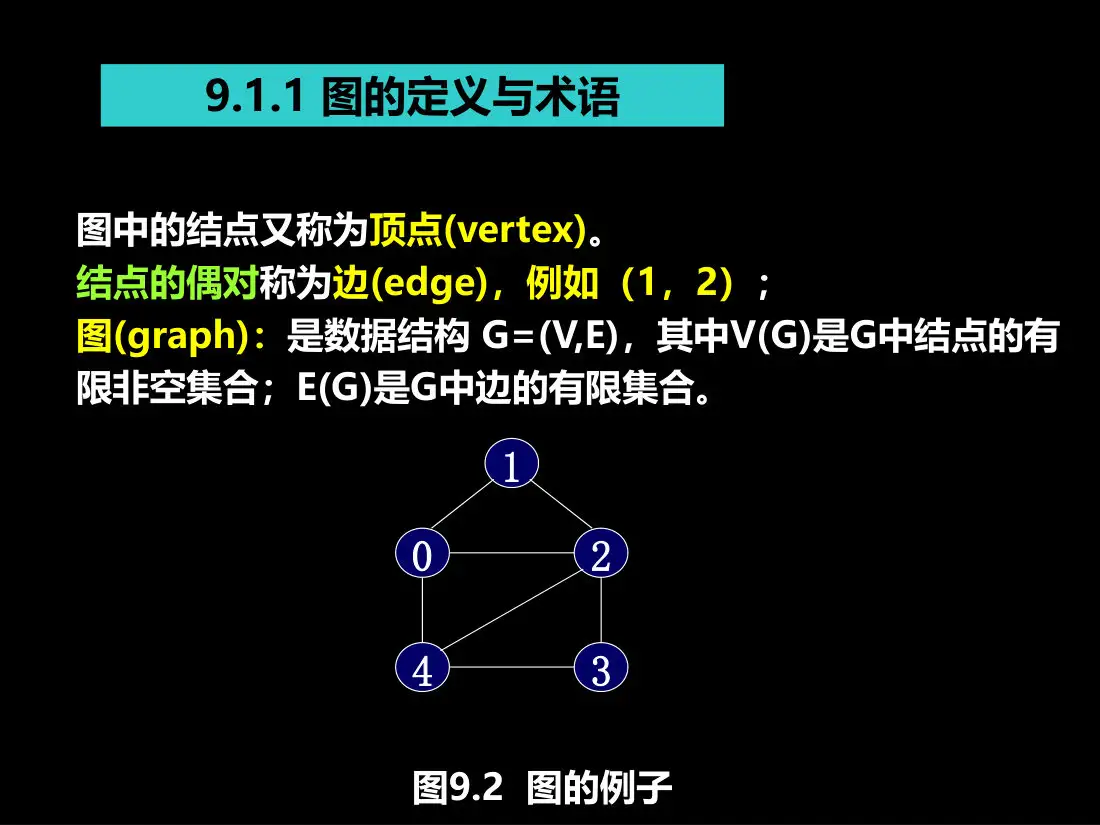 9.1.1 图的定义与术语
图中的结点又称为顶点(vertex)。
结点的偶对称为边(edge)，例如（1，2）；
图(graph)：是数据结构 G=(V,E)，其中V(G)是G中结点的有
限非空集合；E(G)是G中边的有限集合。
1
0
2
4
3
图9.2 图的例子